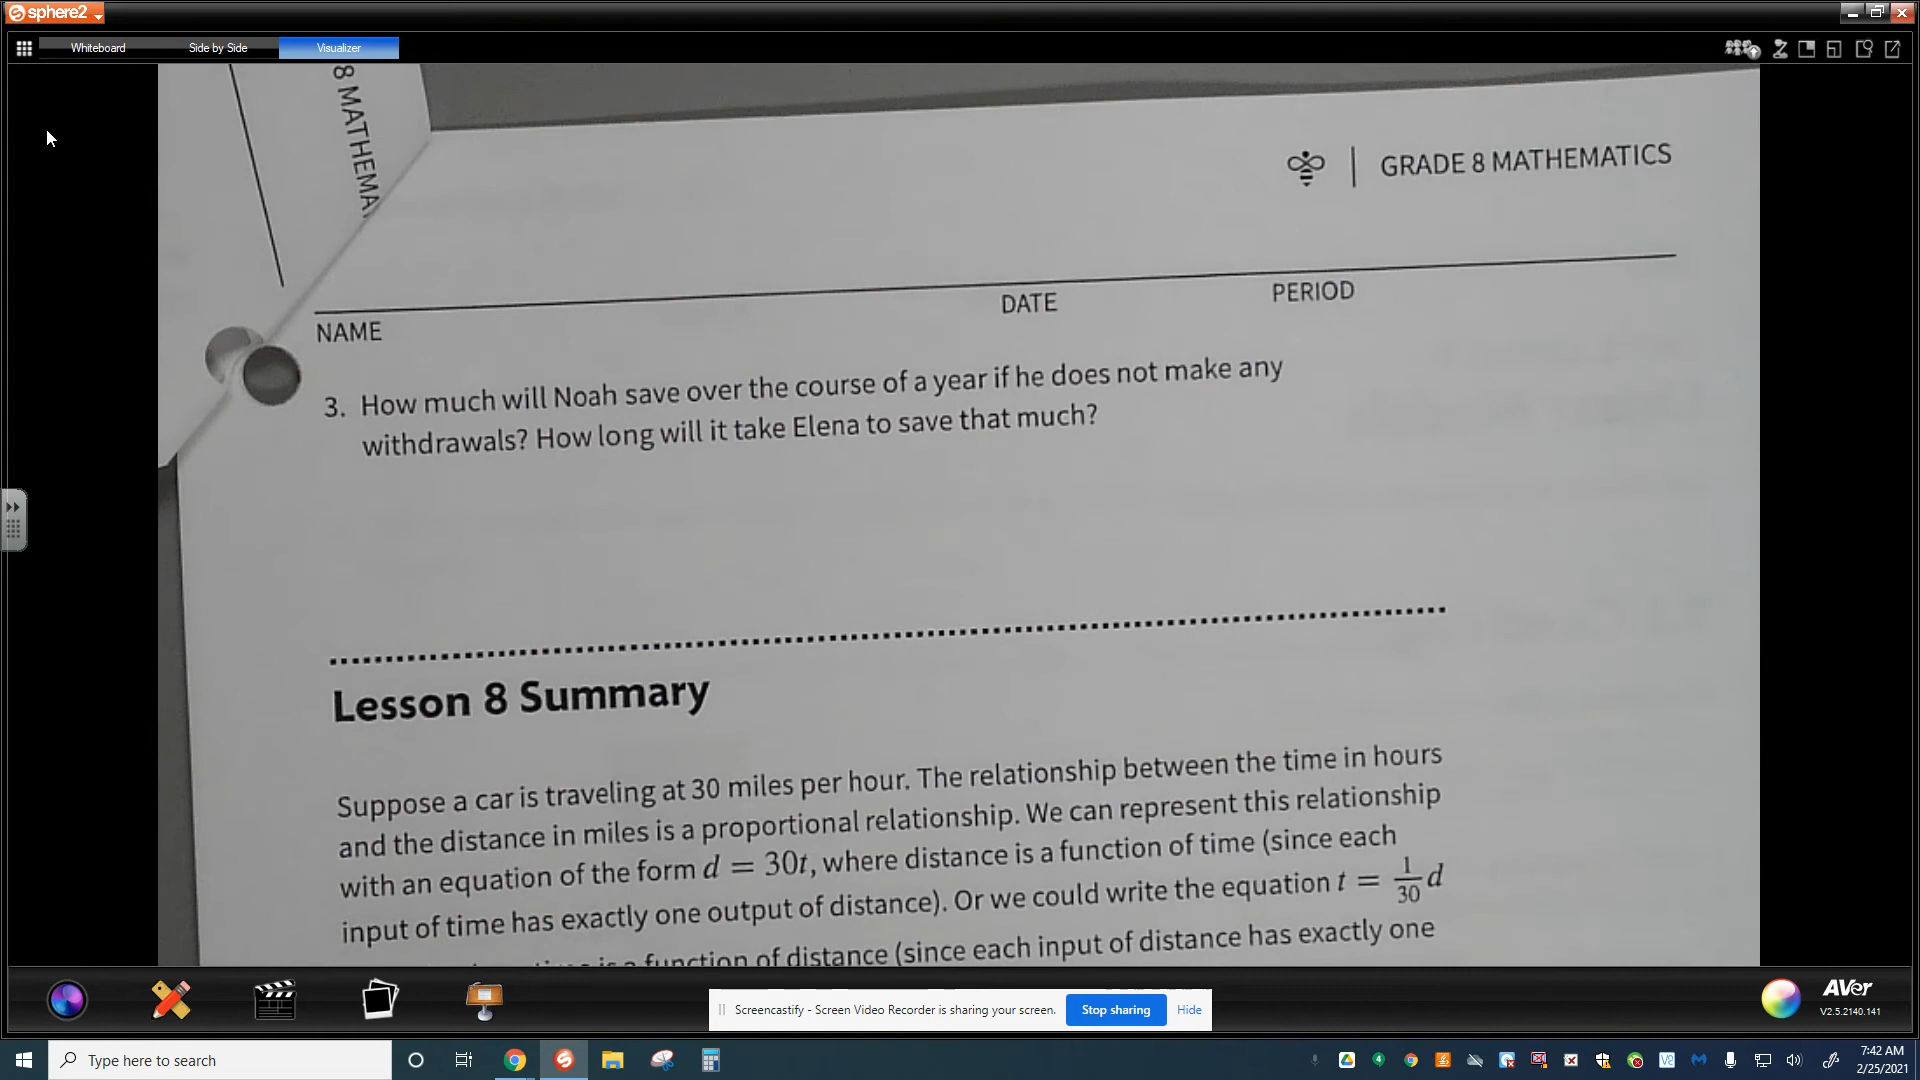 sphere2
Whiteboard
Side by Side
Visualizer
8 MATHEMA
GRADE 8 MATHEMATICS
NAME
DATE
PERIOD
3. How much will Noah save over the course of a year if he does not make any
withdrawals? How long will it take Elena to save that much?
Lesson 8 Summary
Suppose a car is traveling at 30 miles per hour. The relationship between the time in hours
and the distance in miles is a proportional relationship. We can represent this relationship
with an equation of the form d = 30t, where distance is a function of time (since each
input of time has exactly one output of distance). Or we could write the equation t = 1/30 d
function of distance (since each input of distance has exactly one
Screencastify - Screen Video Recorder is sharing your screen.
Stop sharing
Hide
AVer
V2.5.2140.141
Type here to search
7:42 AM
2/25/2021